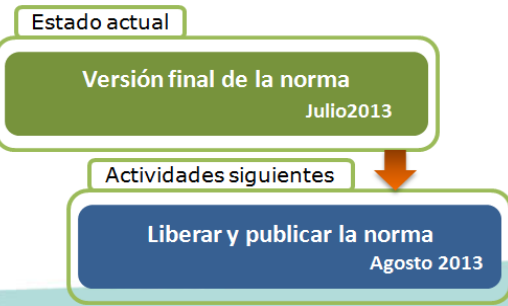 Estado actual
Versión final de la norma
Julio2013
Actividades siguientes
Liberar y publicar la norma
Agosto 2013